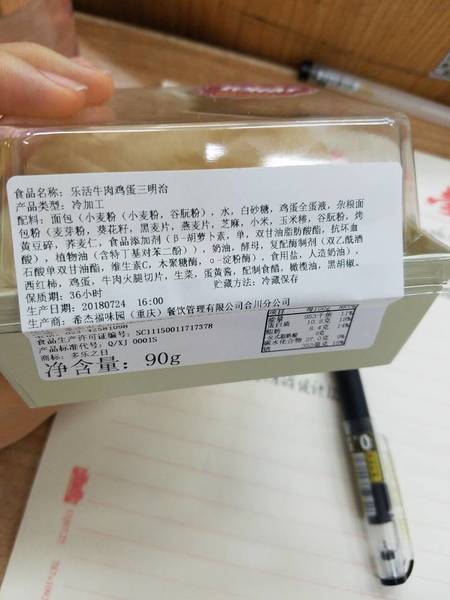 食品名称: 乐活牛肉鸡蛋三明治
产品类型: 冷加工
配料: 面包(小麦粉(小麦粉, 谷朊粉), 水, 白砂糖, 鸡蛋全蛋液, 杂粮面
包粉(麦芽粉, 葵花籽, 黑麦片, 燕麦片, 芝麻, 小米, 玉米糁, 谷朊粉, 烤
黄豆碎, 荞麦仁, 食品添加剂(β-胡萝卜素, 单, 双甘油脂肪酸酯, 抗坏血
酸), 植物油(含特丁基对苯二酚)), 奶油, 酵母, 复配酶制剂(双乙酰酒
石酸单双甘油酯, 维生素C, 木聚糖酶, α-淀粉酶), 食用盐, 人造奶油),
西红柿, 鸡蛋, 牛肉火腿切片, 生菜, 蛋黄酱, 配制食醋, 橄榄油, 黑胡椒,
保质期: 36小时 贮藏方法: 冷藏保存
生产日期: 20180724 16:00
生产商: 希杰福味园(重庆)餐饮管理有限公司合川分公司
食品生产许可证编号: SC11150011717378
产品标准代号: Q/XJ 0001S
商标: 多乐之日
净含量: 90g
蛋白质
碳水化合物